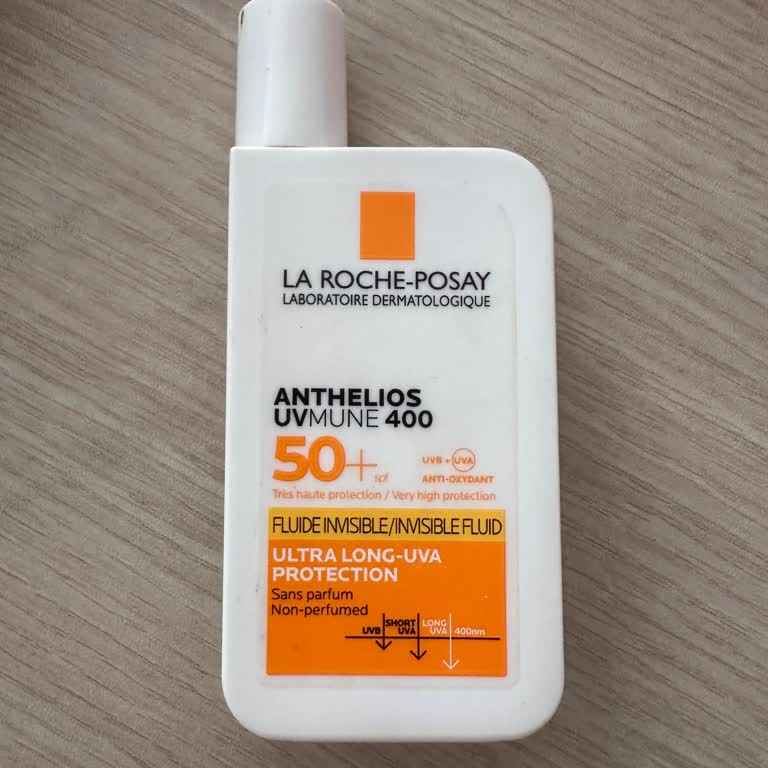 LA ROCHE-POSAY
LABORATOIRE DERMATOLOGIQUE
ANTHELIOS
UVMUNE 400
50+ spf
UVB + UVA
ANTI-OXYDANT
Très haute protection / Very high protection
FLUIDE INVISIBLE/INVISIBLE FLUID
ULTRA LONG-UVA
PROTECTION
Sans parfum
Non-perfumed
UVB SHORT UVA LONG UVA 400nm